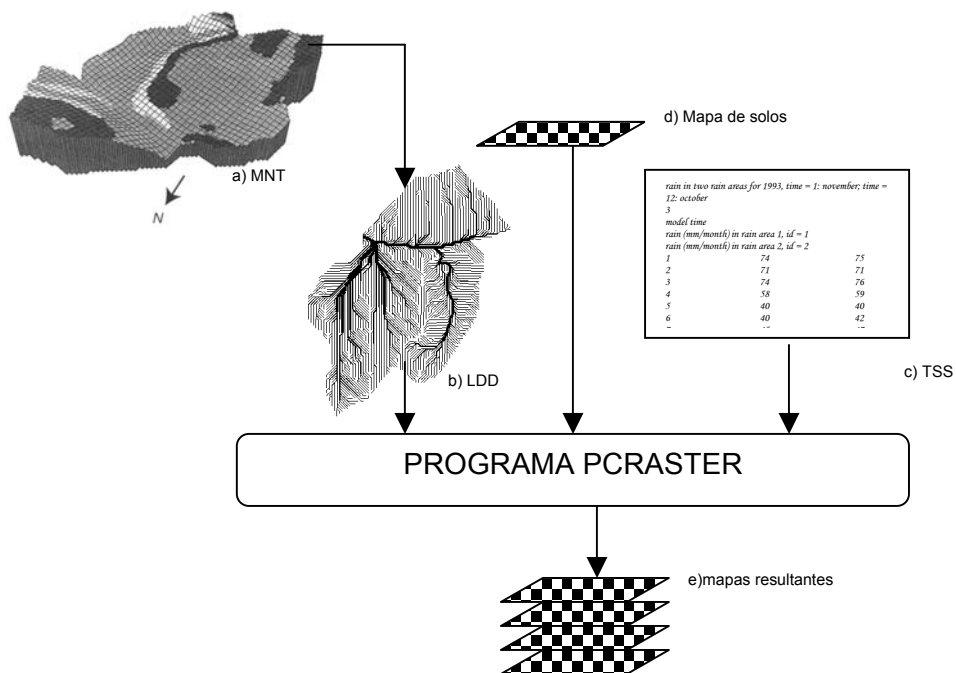 a) MNT
N
d) Mapa de solos
rain in two rain areas for 1993, time = 1: november; time =
12: october
3
model time
rain (mm/month) in rain area 1, id = 1
rain (mm/month) in rain area 2, id = 2
1 74 75
2 71 71
3 74 76
4 58 59
5 40 40
6 40 42
b) LDD
c) TSS
PROGRAMA PCRASTER
e)mapas resultantes